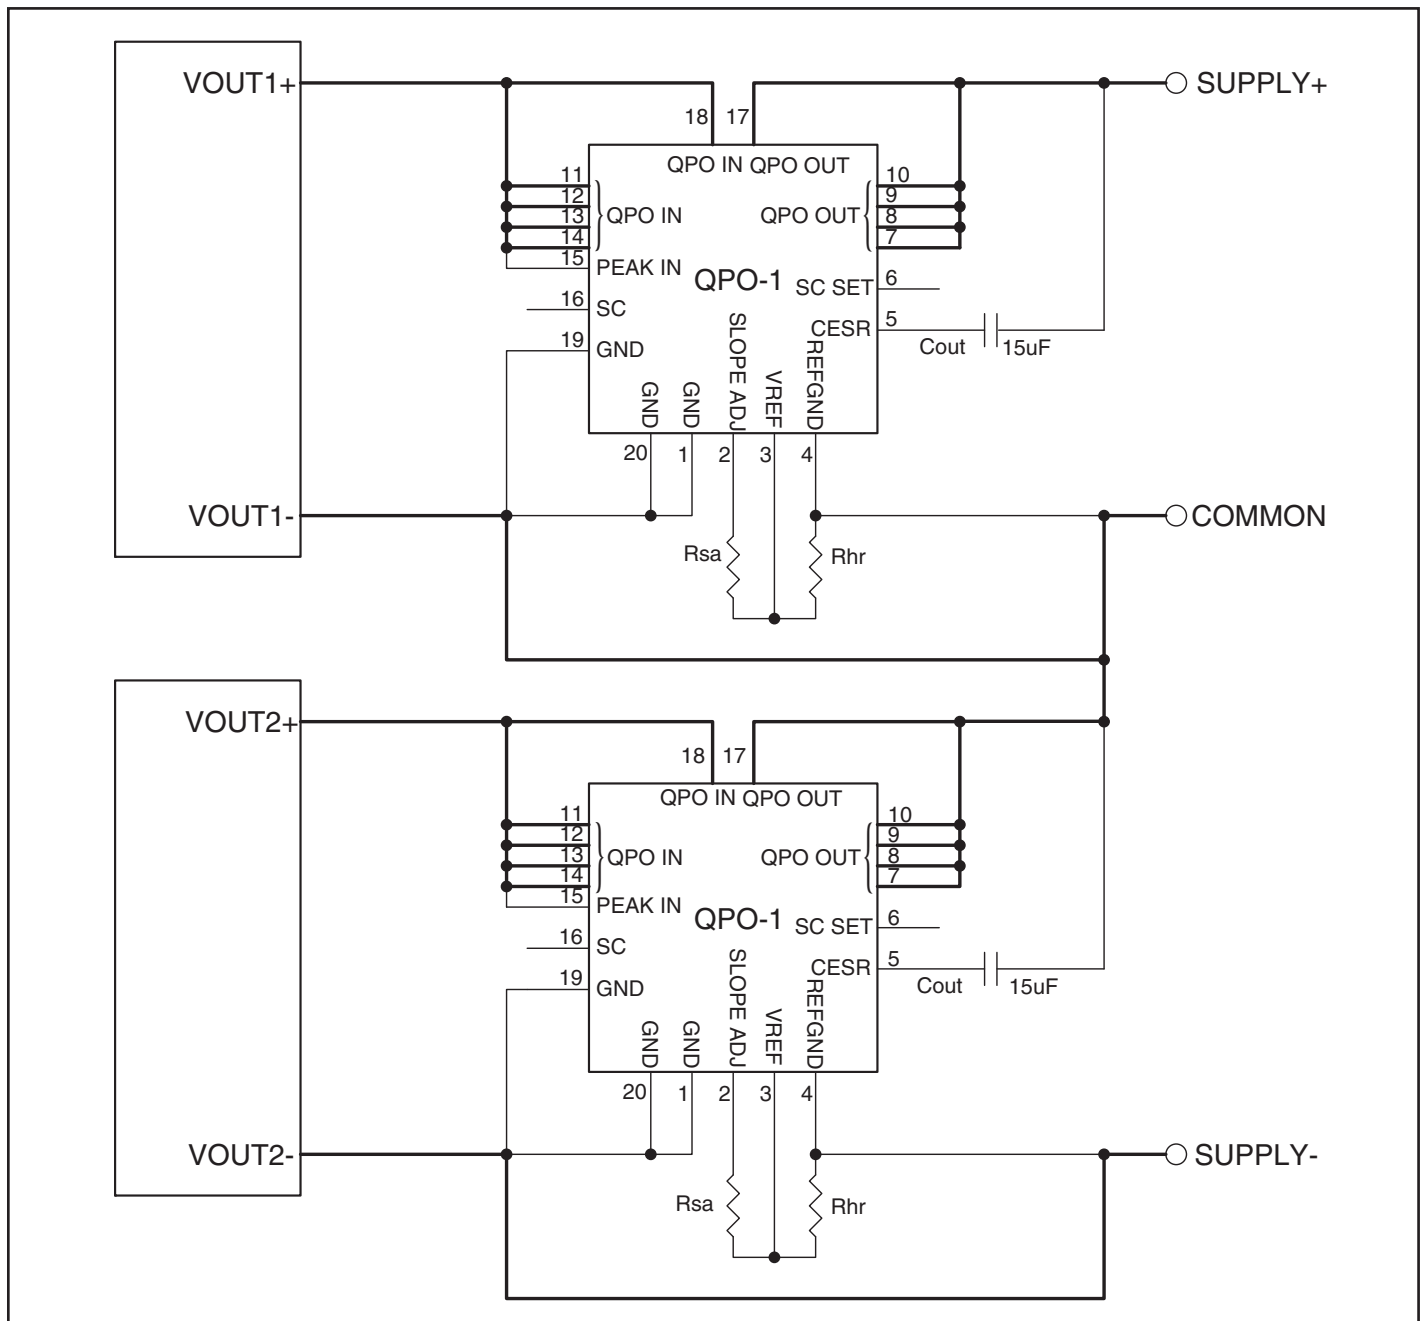 VOUT1+
SUPPLY+
18 17
QPO IN QPO OUT
11
12
13
14
15
QPO IN
PEAK IN
16
SC
19
GND
QPO-1
10
9
8
7
QPO OUT
SC SET
6
CESR
5
Cout
15uF
GND
GND
SLOPE ADJ
VREF
REFGND
20
1
2
3
4
VOUT1-
COMMON
Rsa
Rhr
VOUT2+
18 17
QPO IN QPO OUT
11
12
13
14
15
QPO IN
PEAK IN
16
SC
19
GND
QPO-1
10
9
8
7
QPO OUT
SC SET
6
CESR
5
Cout
15uF
GND
GND
SLOPE ADJ
VREF
REFGND
20
1
2
3
4
VOUT2-
SUPPLY-
Rsa
Rhr